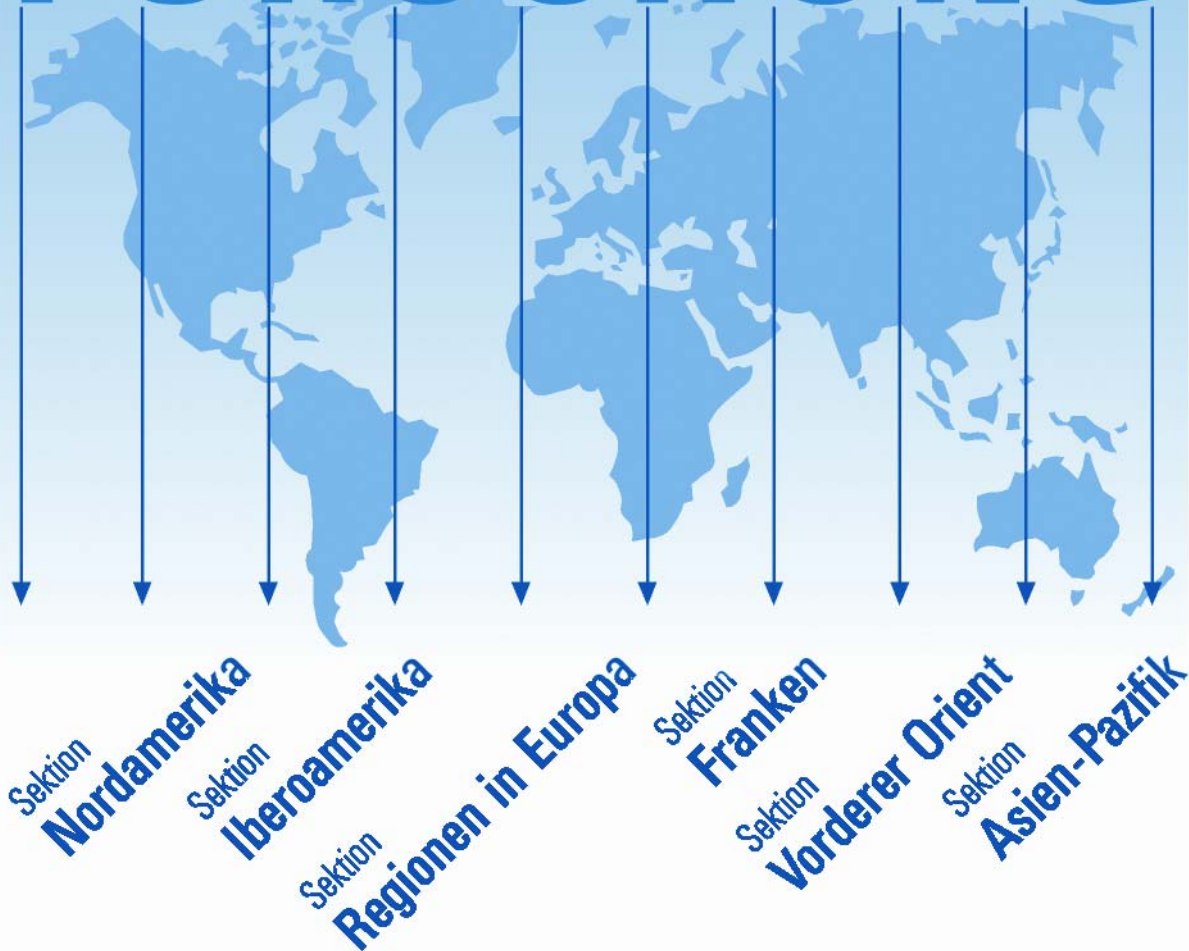 Sektion
Nordamerika
Sektion
Iberoamerika
Sektion
Regionen in Europa
Sektion
Franken
Sektion
Vorderer Orient
Sektion
Asien-Pazifik